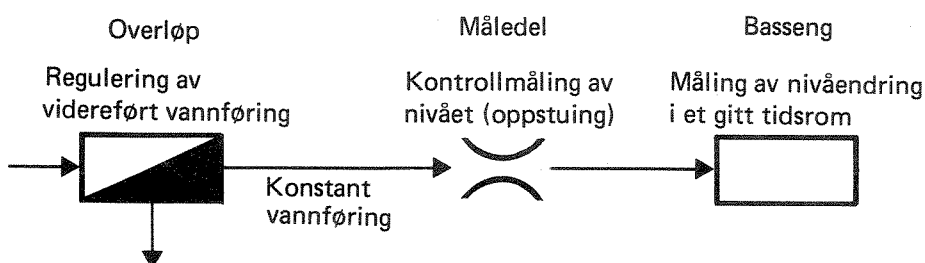 Overløp
Regulering av
videreført vannføring
Konstant
vannføring
Måledel
Kontrollmåling av
nivået (oppstuing)
Basseng
Måling av nivåendring
i et gitt tidsrom